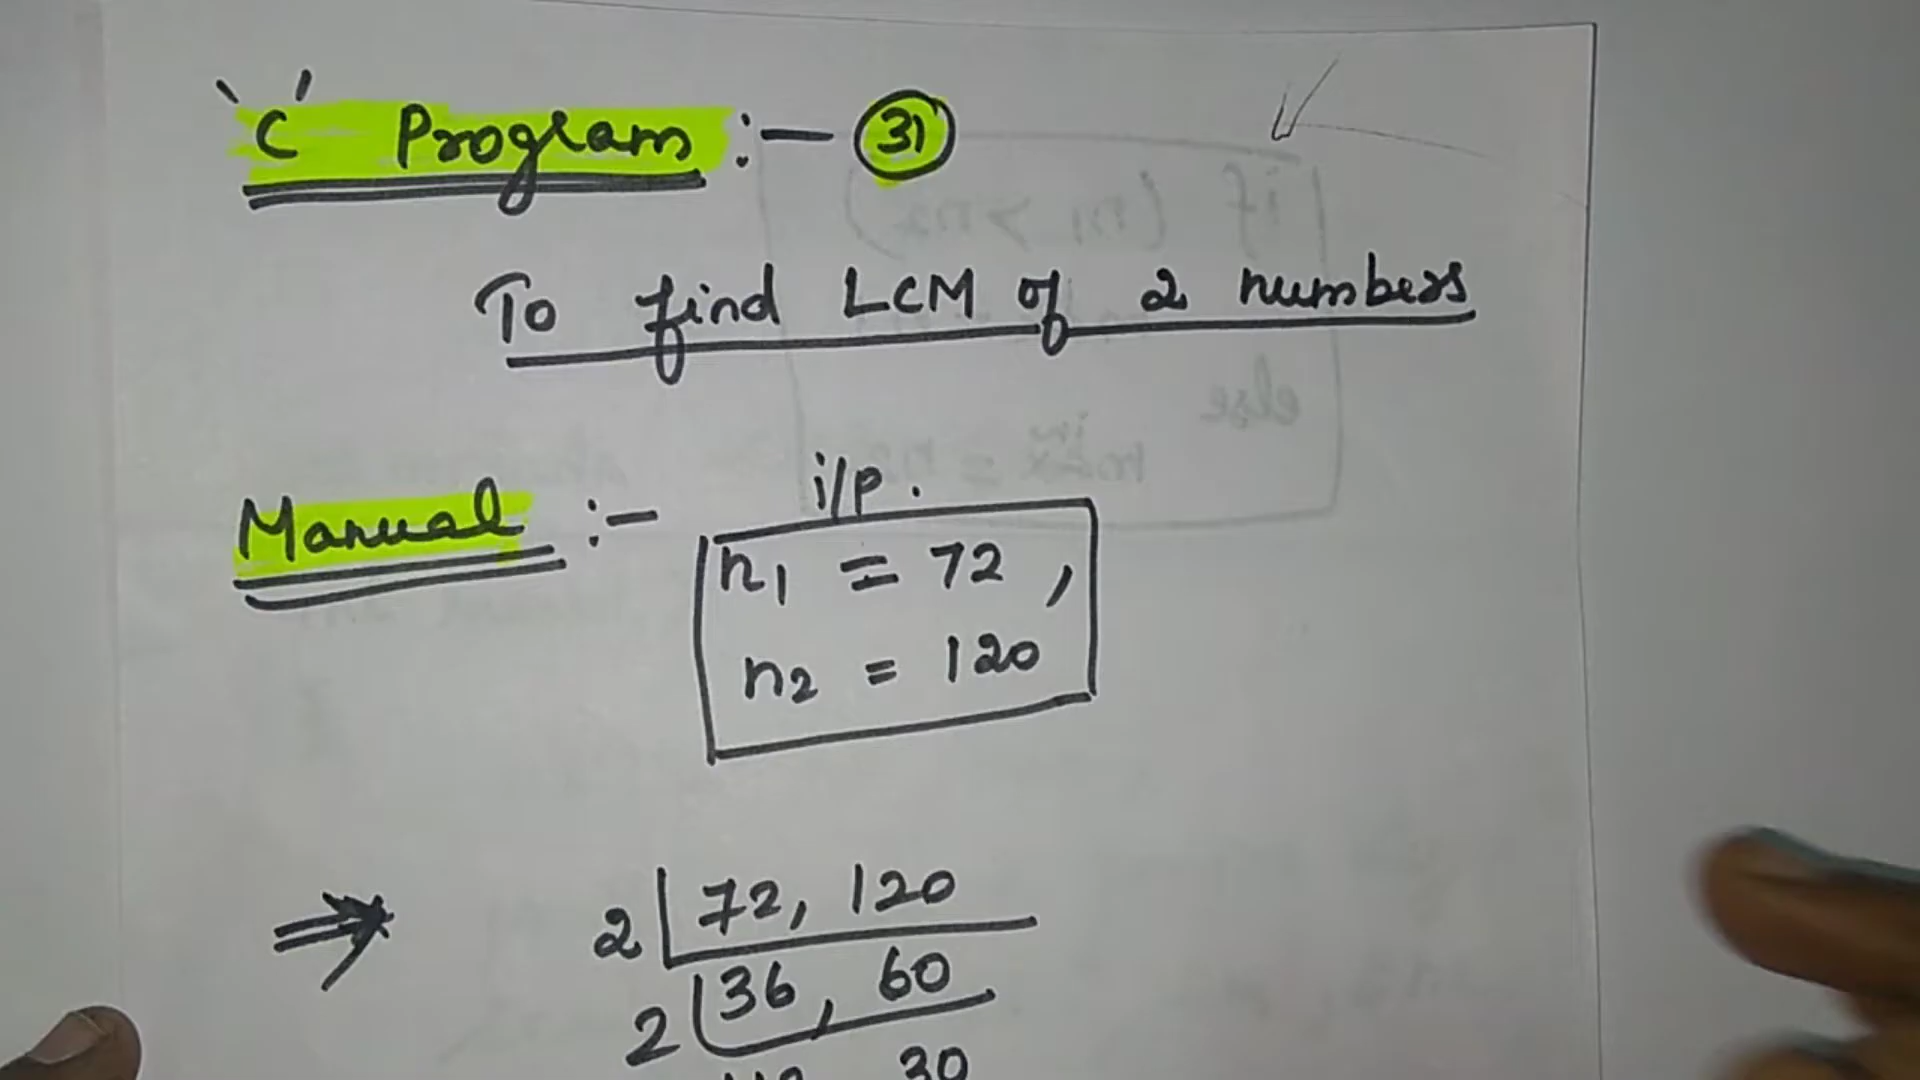 'C' Program :- 31
To find LCM of 2 numbers
Manual :- i/p.
n1 = 72,
n2 = 120
⇒ 2 | 72, 120
2 | 36, 60
30